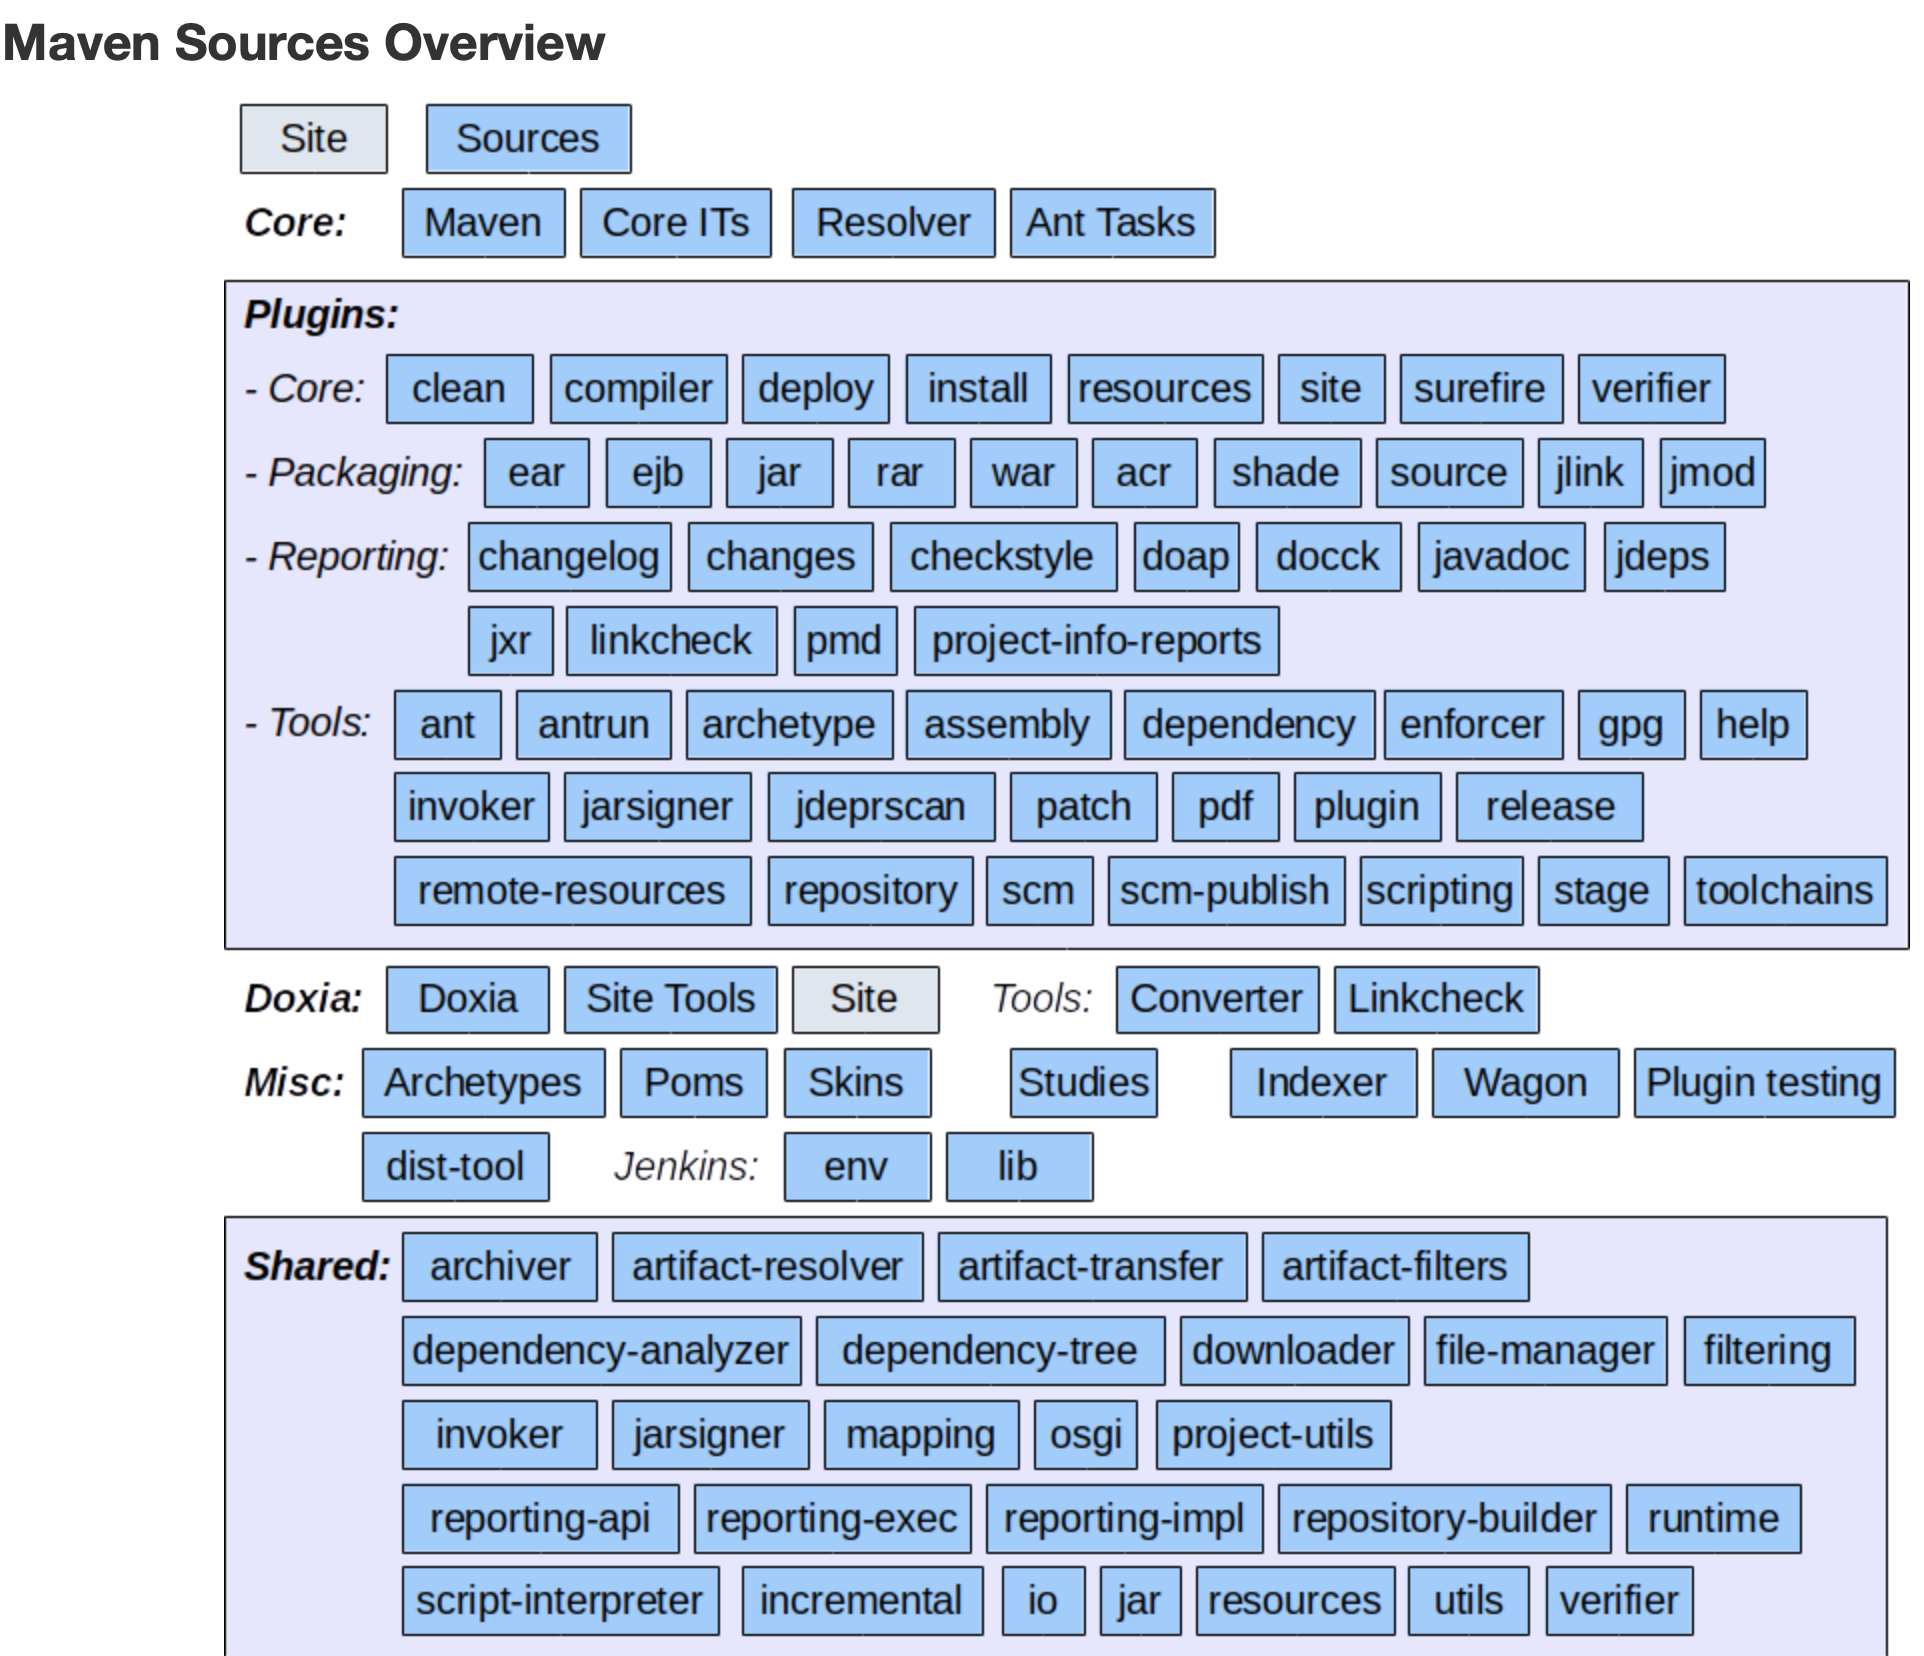 Maven Sources Overview
Site Sources
Core: Maven Core ITs Resolver Ant Tasks
Plugins:
- Core: clean compiler deploy install resources site surefire verifier
- Packaging: ear ejb jar rar war acr shade source jlink jmod
- Reporting: changelog changes checkstyle doap docck javadoc jdeps
jxr linkcheck pmd project-info-reports
- Tools: ant antrun archetype assembly dependency enforcer gpg help
invoker jarsigner jdeprscan patch pdf plugin release
remote-resources repository scm scm-publish scripting stage toolchains
Doxia: Doxia Site Tools Site Tools: Converter Linkcheck
Misc: Archetypes Poms Skins Studies Indexer Wagon Plugin testing
dist-tool Jenkins: env lib
Shared: archiver artifact-resolver artifact-transfer artifact-filters
dependency-analyzer dependency-tree downloader file-manager filtering
invoker jarsigner mapping osgi project-utils
reporting-api reporting-exec reporting-impl repository-builder runtime
script-interpreter incremental io jar resources utils verifier